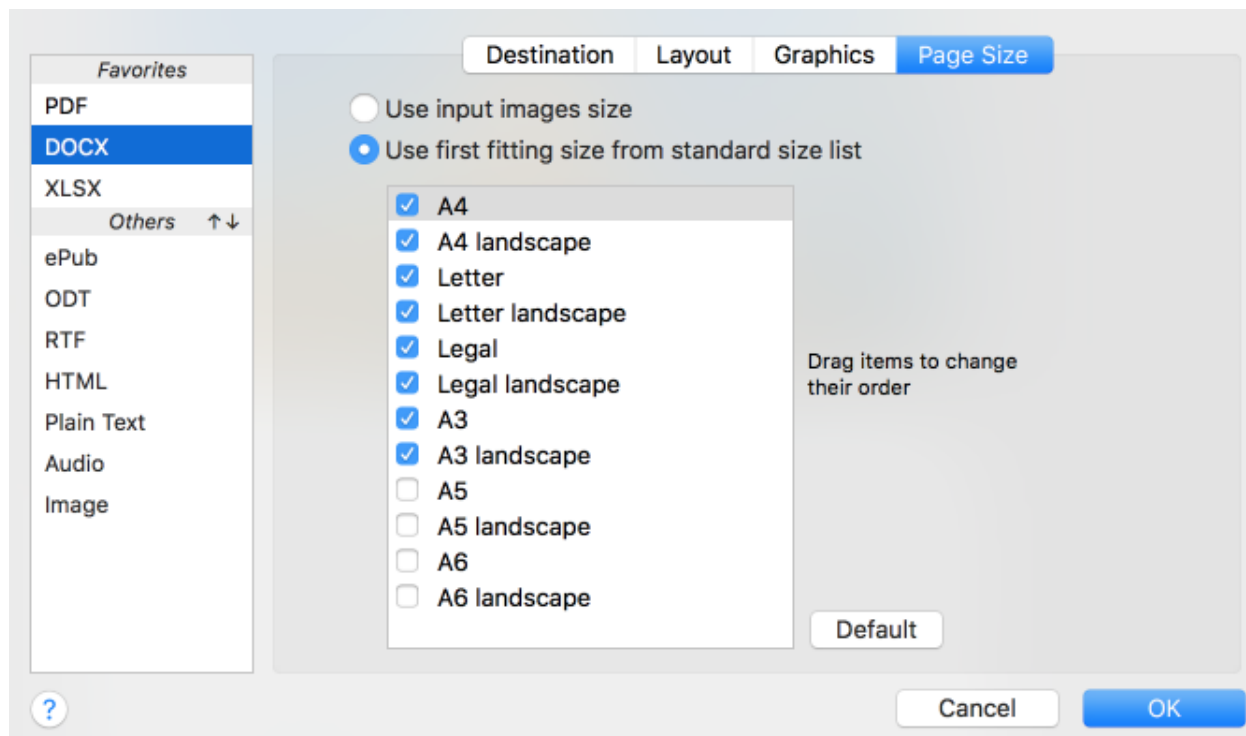 Destination Layout Graphics Page Size
Favorites
PDF
DOCX
XLSX
Others ↑↓
ePub
ODT
RTF
HTML
Plain Text
Audio
Image
Use input images size
Use first fitting size from standard size list
A4
A4 landscape
Letter
Letter landscape
Legal
Legal landscape
A3
A3 landscape
A5
A5 landscape
A6
A6 landscape
Drag items to change
their order
Default
?
Cancel
OK